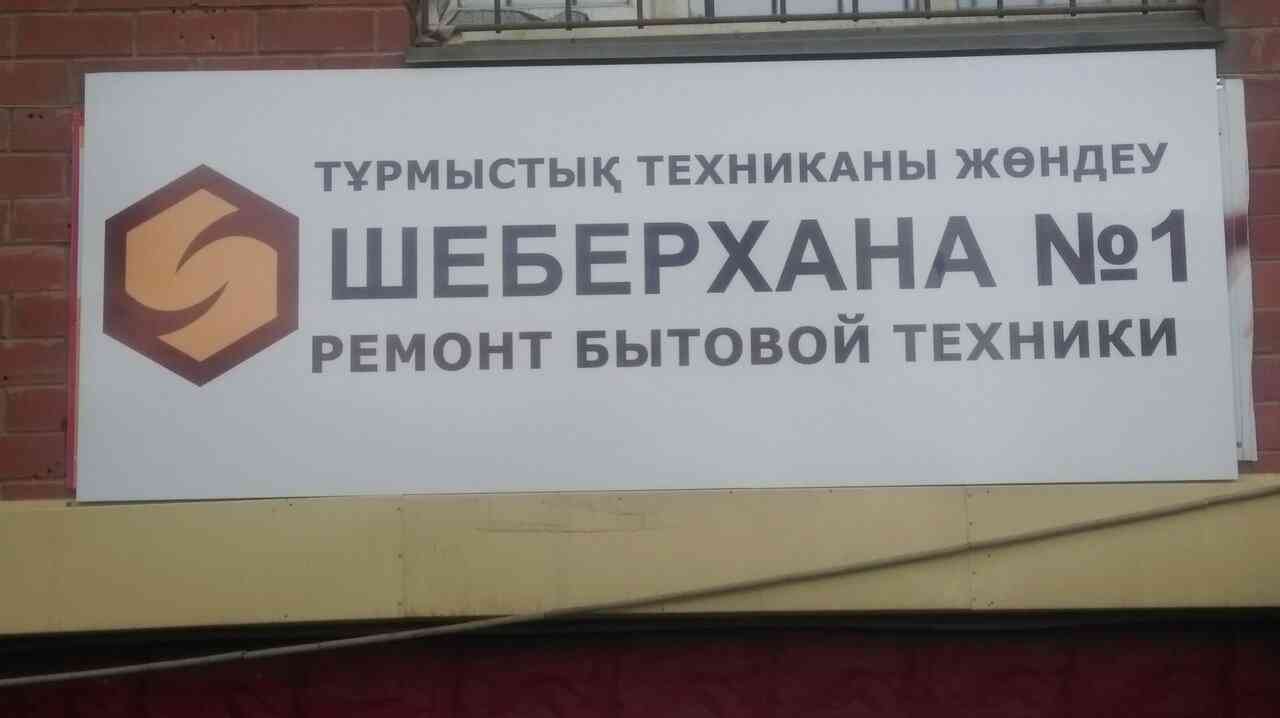 ТҰРМЫСТЫҚ ТЕХНИКАНЫ ЖӨНДЕУ
ШЕБЕРХАНА №1
РЕМОНТ БЫТОВОЙ ТЕХНИКИ